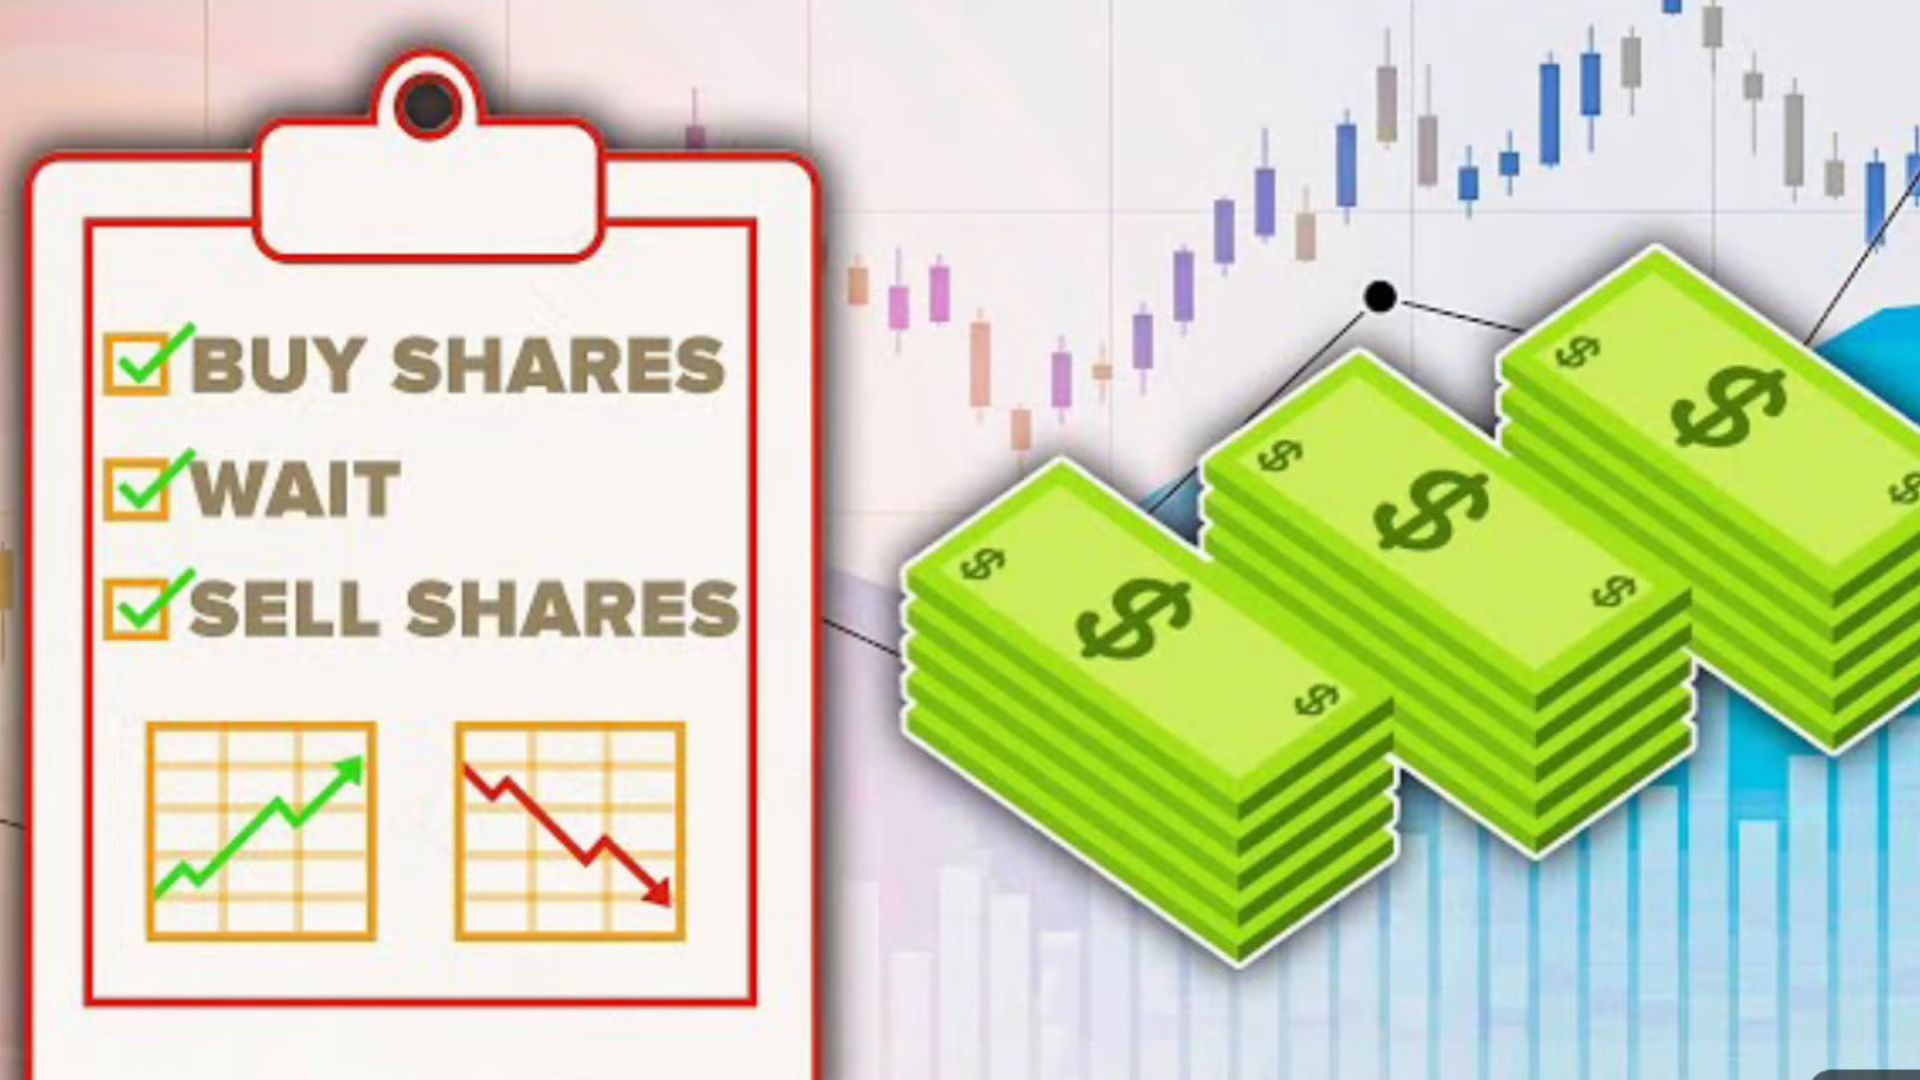 BUY SHARES
WAIT
SELL SHARES
$ $ $
$ $ $
$ $ $